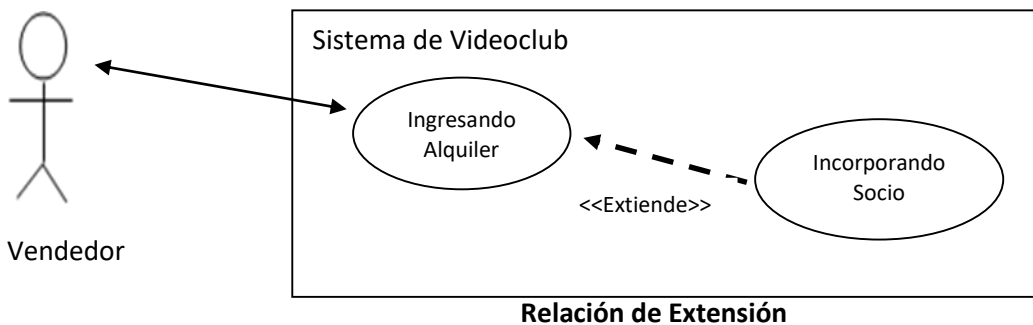 Sistema de Videoclub
Ingresando
Alquiler
Incorporando
Socio
<<Extiende>>
Vendedor
Relación de Extensión